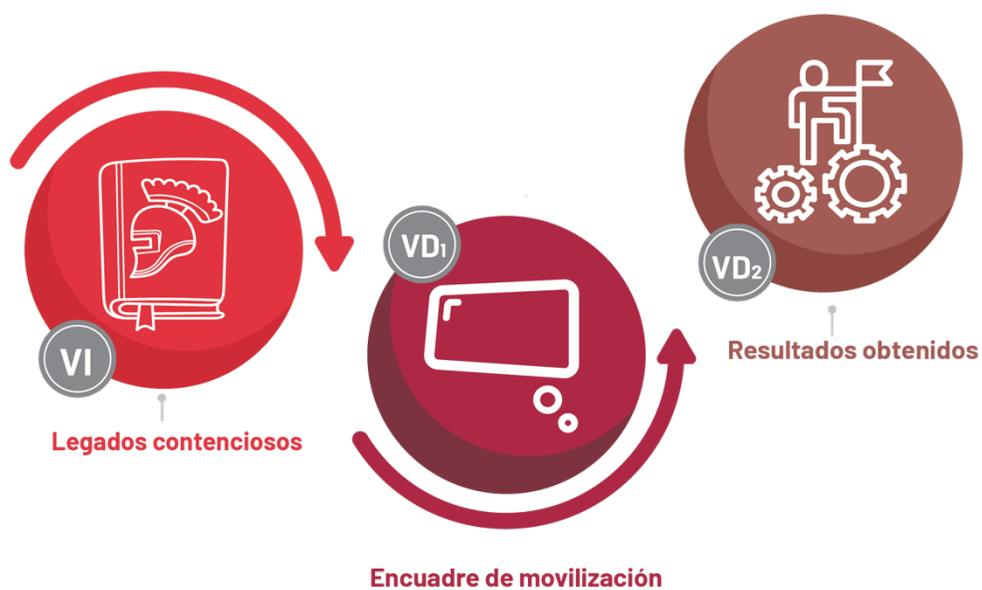 VI
Legados contenciosos
VD₁
Encuadre de movilización
VD₂
Resultados obtenidos